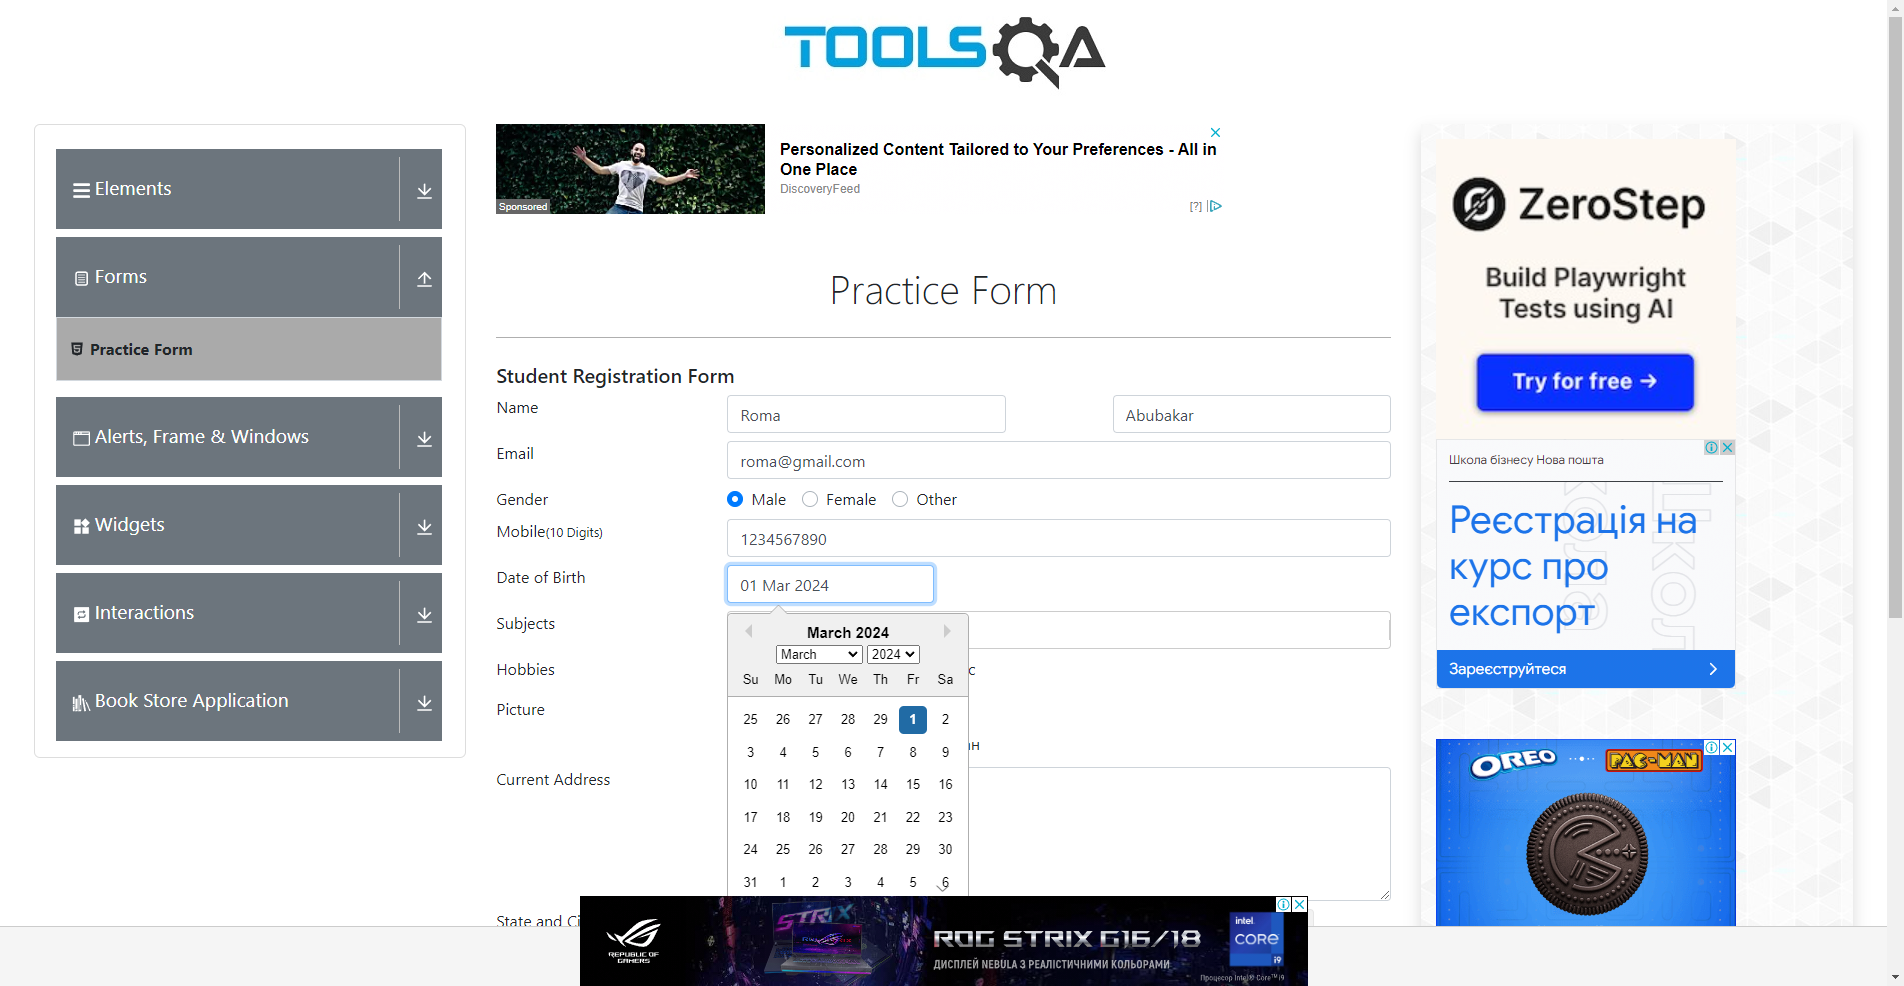 TOOLSQA
Elements
Forms
Practice Form
Alerts, Frame & Windows
Widgets
Interactions
Book Store Application
Sponsored
Personalized Content Tailored to Your Preferences - All in
One Place
DiscoveryFeed
[?]
Practice Form
Student Registration Form
Name
Roma
Abubakar
Email
roma@gmail.com
Gender
Male
Female
Other
Mobile(10 Digits)
1234567890
Date of Birth
01 Mar 2024
Subjects
Hobbies
с
Picture
ан
Current Address
State and Ci
March 2024
March
2024
Su Mo Tu We Th Fr Sa
25 26 27 28 29 1 2
3 4 5 6 7 8 9
10 11 12 13 14 15 16
17 18 19 20 21 22 23
24 25 26 27 28 29 30
31 1 2 3 4 5 6
ZeroStep
Build Playwright
Tests using AI
Try for free →
Школа бізнесу Нова пошта
Реєстрація на
курс про
експорт
Зареєструйтеся
OREO
PAC-MAN
REPUBLIC OF
GAMERS
STRIX
ROG STRIX G16/18
ДИСПЛЕЙ NEBULA З РЕАЛІСТИЧНИМИ КОЛЬОРАМИ
intel
CORE
i9
Процесор Intel® Core™ i9